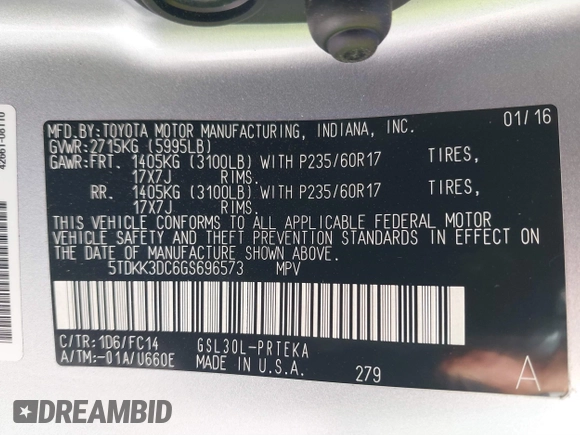 42661-08110
MFD.BY:TOYOTA MOTOR MANUFACTURING, INDIANA, INC. 01/16
GVWR:2715KG (5995LB)
GAWR:FRT. 1405KG (3100LB) WITH P235/60R17 TIRES,
17X7J RIMS.
RR. 1405KG (3100LB) WITH P235/60R17 TIRES,
17X7J RIMS.
THIS VEHICLE CONFORMS TO ALL APPLICABLE FEDERAL MOTOR
VEHICLE SAFETY AND THEFT PREVENTION STANDARDS IN EFFECT ON
THE DATE OF MANUFACTURE SHOWN ABOVE.
5TDKK3DC6GS696573 MPV
C/TR:1D6/FC14 GSL30L-PRTEKA
A/TM:-01A/U660E MADE IN U.S.A. 279 A
DREAMBID